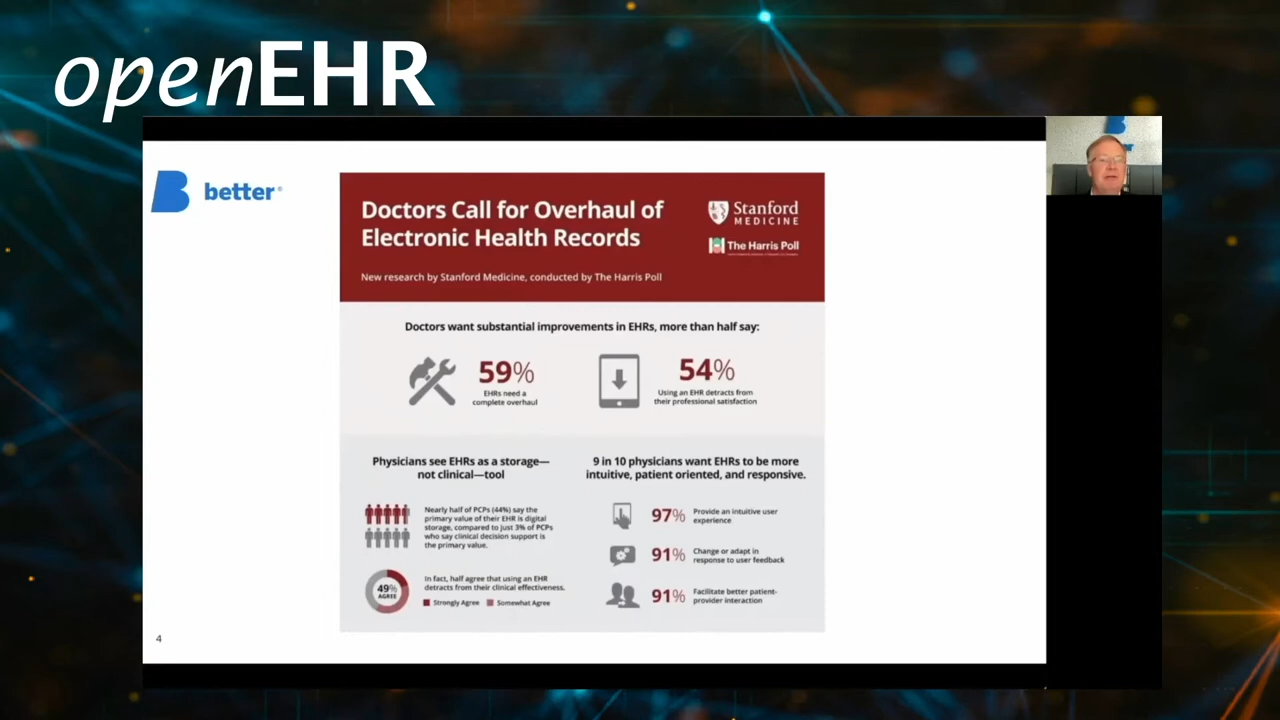 openEHR
better®
Doctors Call for Overhaul of
Electronic Health Records
Stanford
MEDICINE
The Harris Poll
New research by Stanford Medicine, conducted by The Harris Poll
Doctors want substantial improvements in EHRs, more than half say:
59%
EHRs need a
complete overhaul
54%
Using an EHR detracts from
their professional satisfaction
Physicians see EHRs as a storage—
not clinical—tool
Nearly half of PCPs (44%) say the
primary value of their EHR is digital
storage, compared to just 3% of PCPs
who say clinical decision support is
the primary value.
49%
AGREE
In fact, half agree that using an EHR
detracts from their clinical effectiveness.
Strongly Agree Somewhat Agree
9 in 10 physicians want EHRs to be more
intuitive, patient oriented, and responsive.
97%
Provide an intuitive user
experience
91%
Change or adapt in
response to user feedback
91%
Facilitate better patient-
provider interaction
4